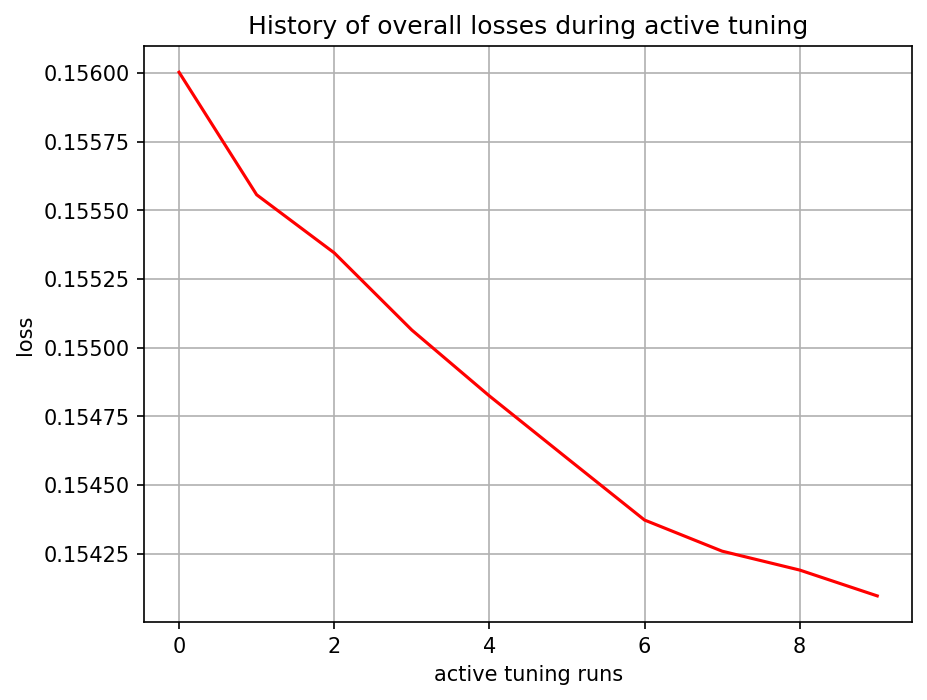 History of overall losses during active tuning
0.15600
0.15575
0.15550
0.15525
0.15500
0.15475
0.15450
0.15425
loss
0 2 4 6 8
active tuning runs